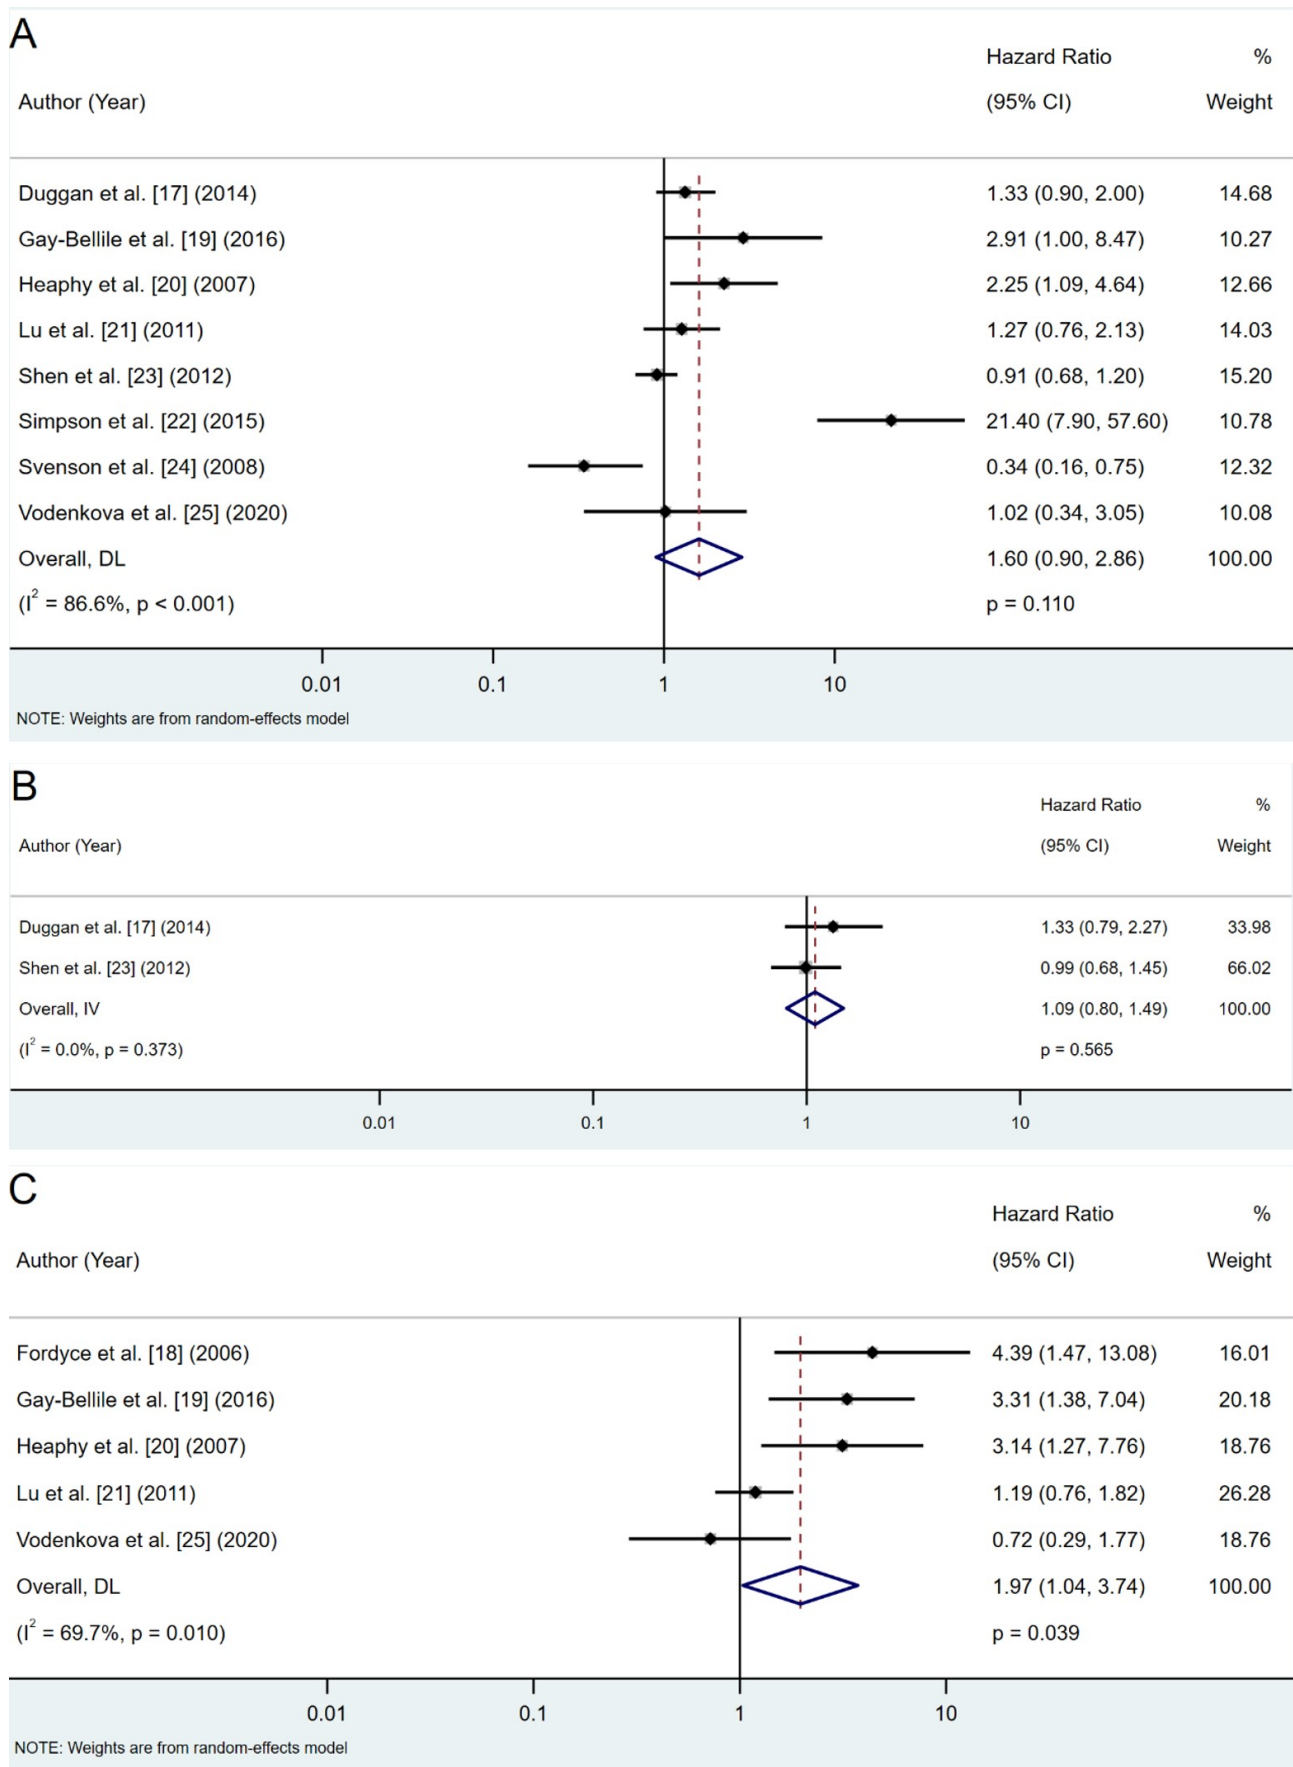 A
Hazard Ratio %
Author (Year) (95% CI) Weight
Duggan et al. [17] (2014) 1.33 (0.90, 2.00) 14.68
Gay-Bellile et al. [19] (2016) 2.91 (1.00, 8.47) 10.27
Heaphy et al. [20] (2007) 2.25 (1.09, 4.64) 12.66
Lu et al. [21] (2011) 1.27 (0.76, 2.13) 14.03
Shen et al. [23] (2012) 0.91 (0.68, 1.20) 15.20
Simpson et al. [22] (2015) 21.40 (7.90, 57.60) 10.78
Svenson et al. [24] (2008) 0.34 (0.16, 0.75) 12.32
Vodenkova et al. [25] (2020) 1.02 (0.34, 3.05) 10.08
Overall, DL 1.60 (0.90, 2.86) 100.00
(I² = 86.6%, p < 0.001) p = 0.110
0.01 0.1 1 10
NOTE: Weights are from random-effects model
B
Hazard Ratio %
Author (Year) (95% CI) Weight
Duggan et al. [17] (2014) 1.33 (0.79, 2.27) 33.98
Shen et al. [23] (2012) 0.99 (0.68, 1.45) 66.02
Overall, IV 1.09 (0.80, 1.49) 100.00
(I² = 0.0%, p = 0.373) p = 0.565
0.01 0.1 1 10
C
Hazard Ratio %
Author (Year) (95% CI) Weight
Fordyce et al. [18] (2006) 4.39 (1.47, 13.08) 16.01
Gay-Bellile et al. [19] (2016) 3.31 (1.38, 7.04) 20.18
Heaphy et al. [20] (2007) 3.14 (1.27, 7.76) 18.76
Lu et al. [21] (2011) 1.19 (0.76, 1.82) 26.28
Vodenkova et al. [25] (2020) 0.72 (0.29, 1.77) 18.76
Overall, DL 1.97 (1.04, 3.74) 100.00
(I² = 69.7%, p = 0.010) p = 0.039
0.01 0.1 1 10
NOTE: Weights are from random-effects model